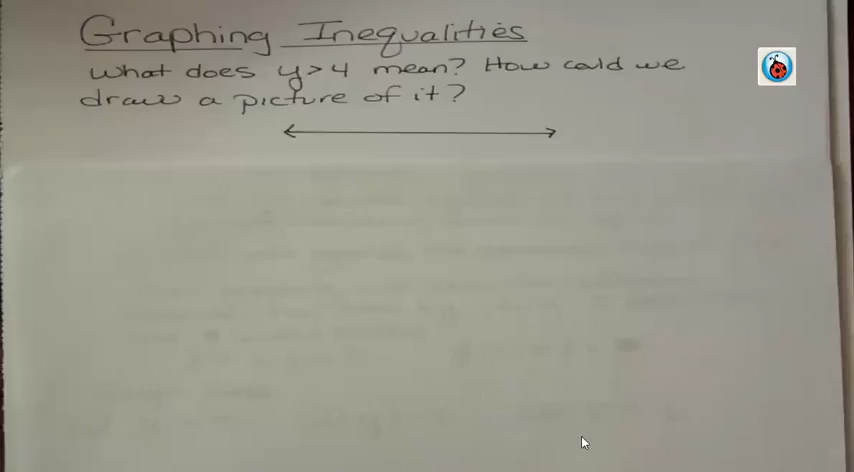 Graphing Inequalities
What does y > 4 mean? How could we
draw a picture of it?